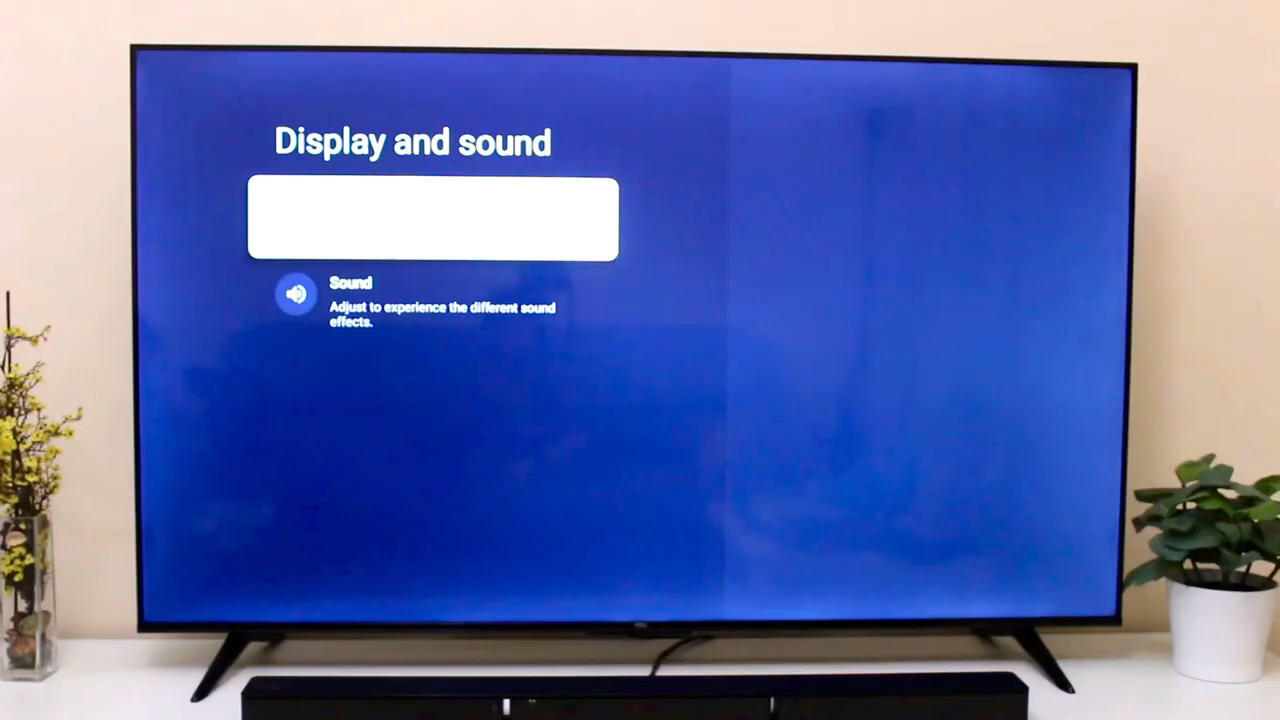 Display and sound
Sound
Adjust to experience the different sound
effects.